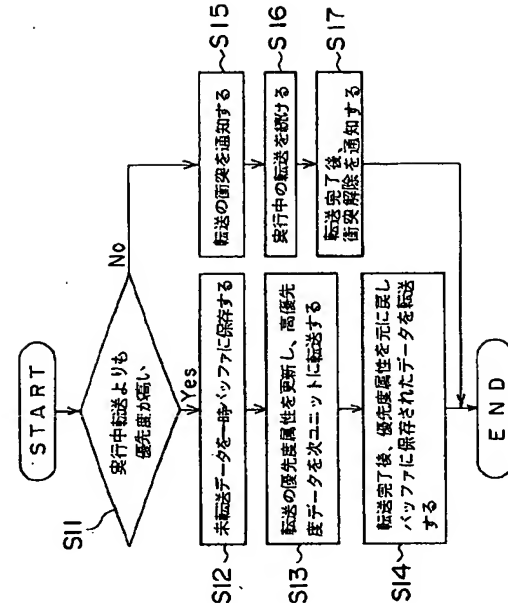 START
S11
実行中転送よりも
優先度が高い
No
Yes
S12
未転送データを一時バッファに保存する
S13
転送の優先度属性を更新し、高優先
度データを次ユニットに転送する
S14
転送完了後、優先度属性を元に戻し
バッファに保存されたデータを転送
する
S15
転送の衝突を通知する
S16
実行中の転送を続ける
S17
転送完了後、
衝突解除を通知する
END